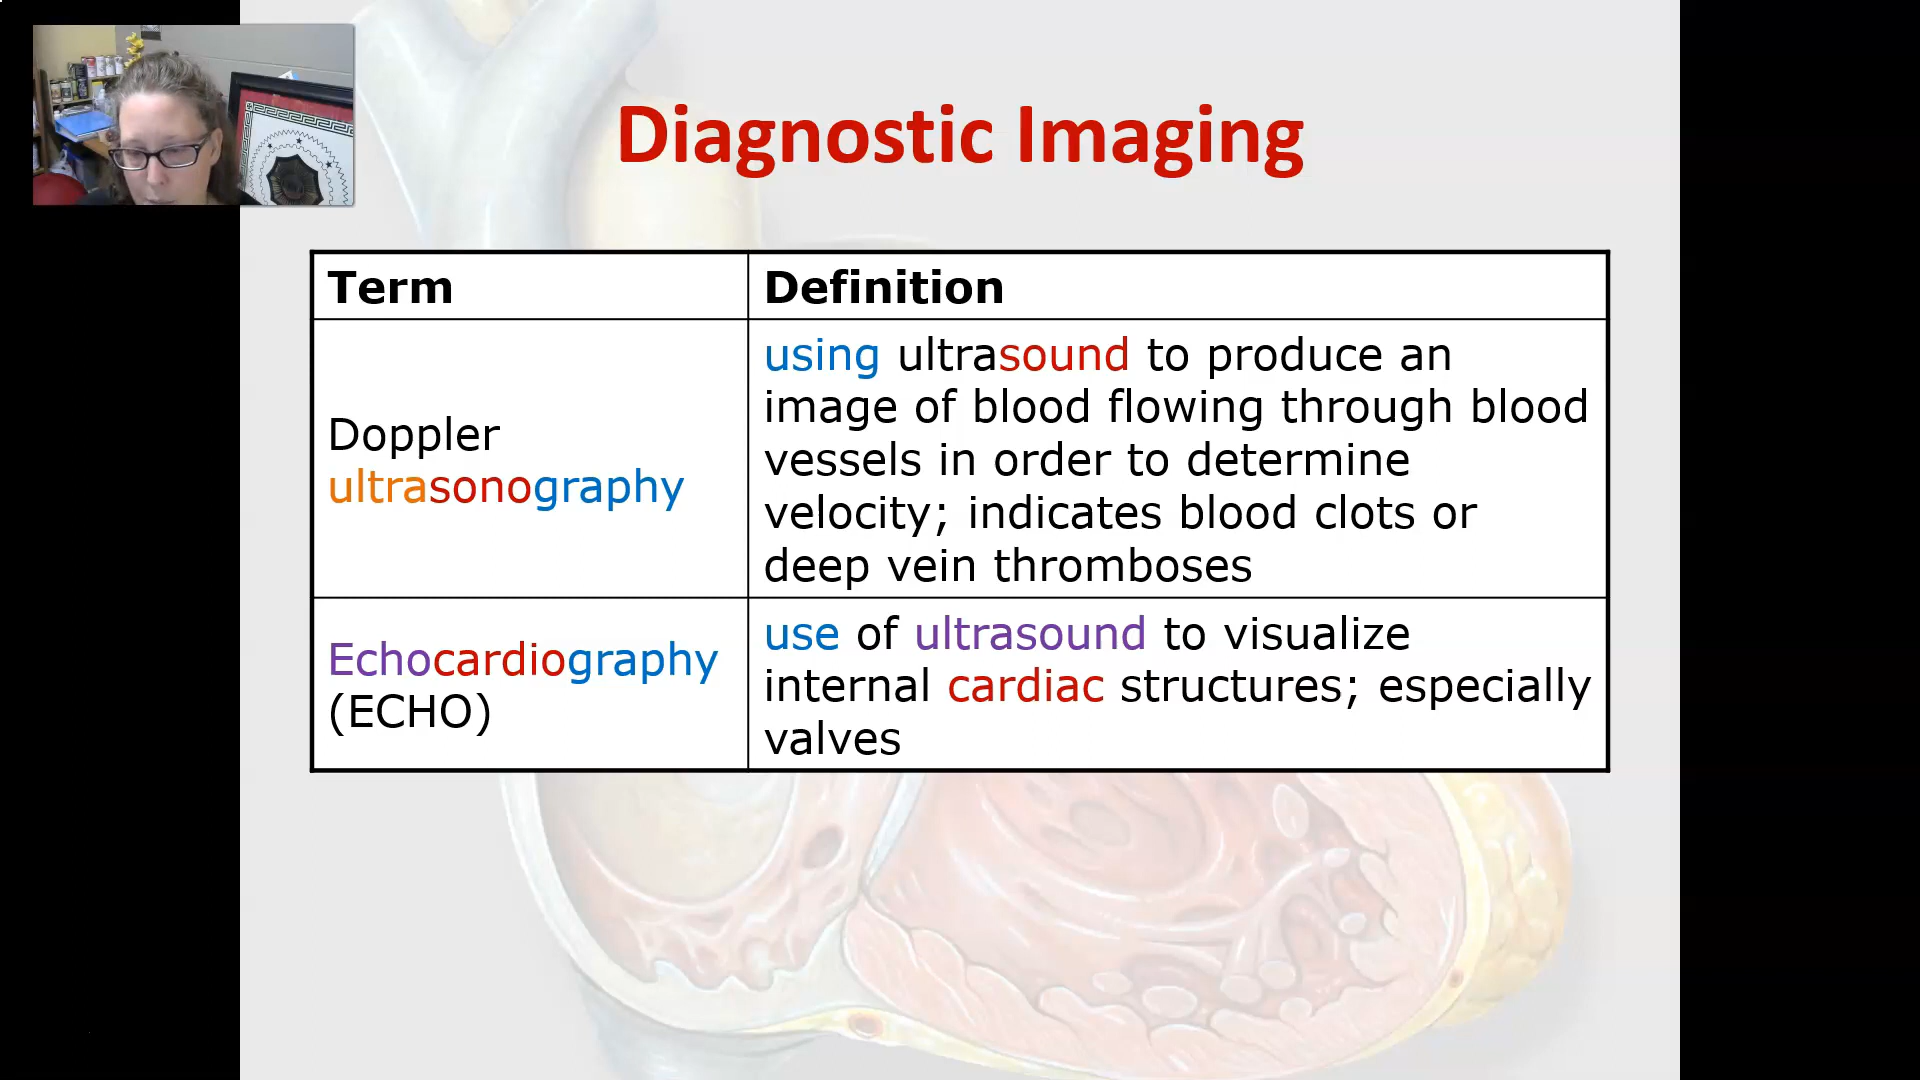 Diagnostic Imaging
Term
Definition
Doppler
ultrasonography
using ultrasound to produce an
image of blood flowing through blood
vessels in order to determine
velocity; indicates blood clots or
deep vein thromboses
Echocardiography
(ECHO)
use of ultrasound to visualize
internal cardiac structures; especially
valves